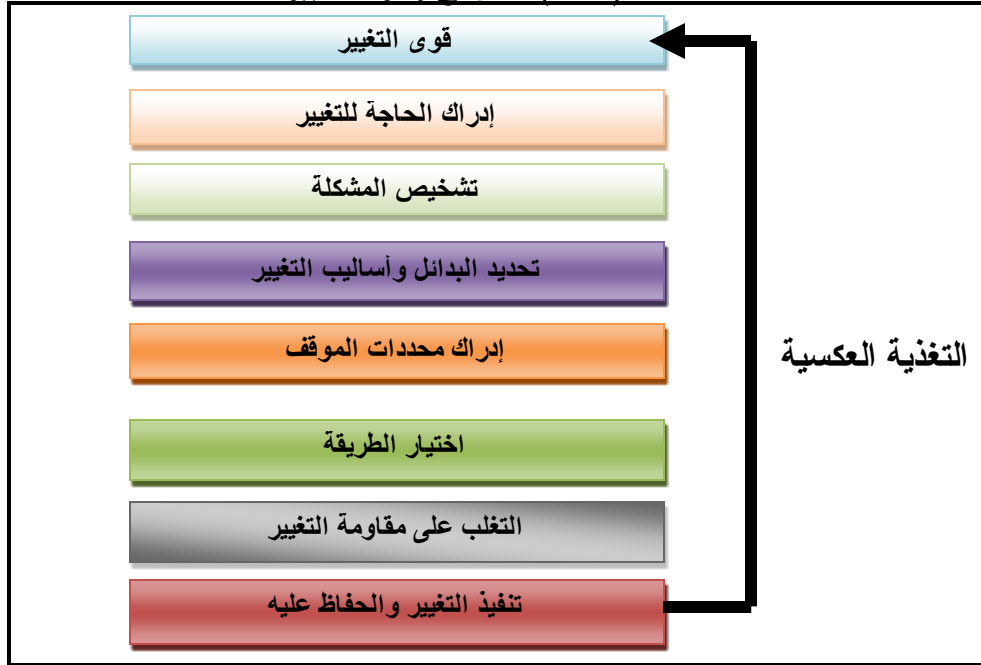 قوى التغيير
إدراك الحاجة للتغيير
تشخيص المشكلة
تحديد البدائل وأساليب التغيير
إدراك محددات الموقف
التغذية العكسية
اختيار الطريقة
التغلب على مقاومة التغيير
تنفيذ التغيير والحفاظ عليه